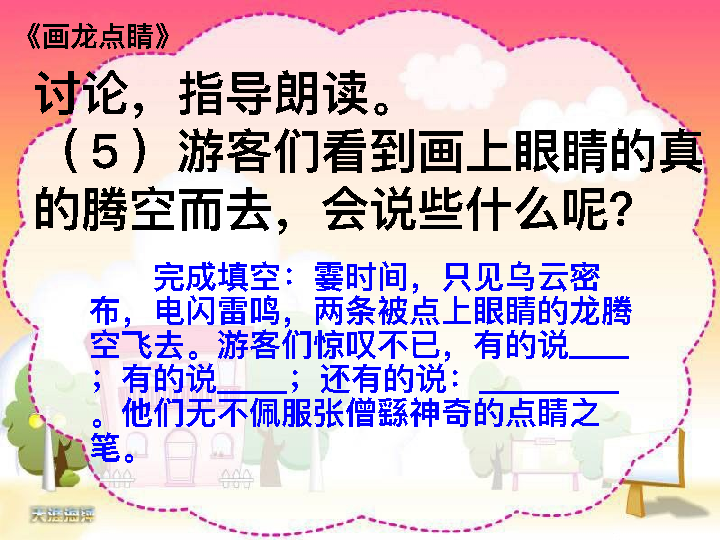 《画龙点睛》
讨论，指导朗读。
（5）游客们看到画上眼睛的真
的腾空而去，会说些什么呢？
完成填空：霎时间，只见乌云密
布，电闪雷鸣，两条被点上眼睛的龙腾
空飞去。游客们惊叹不已，有的说____
；有的说_____；还有的说：__________
。他们无不佩服张僧繇神奇的点睛之
笔。